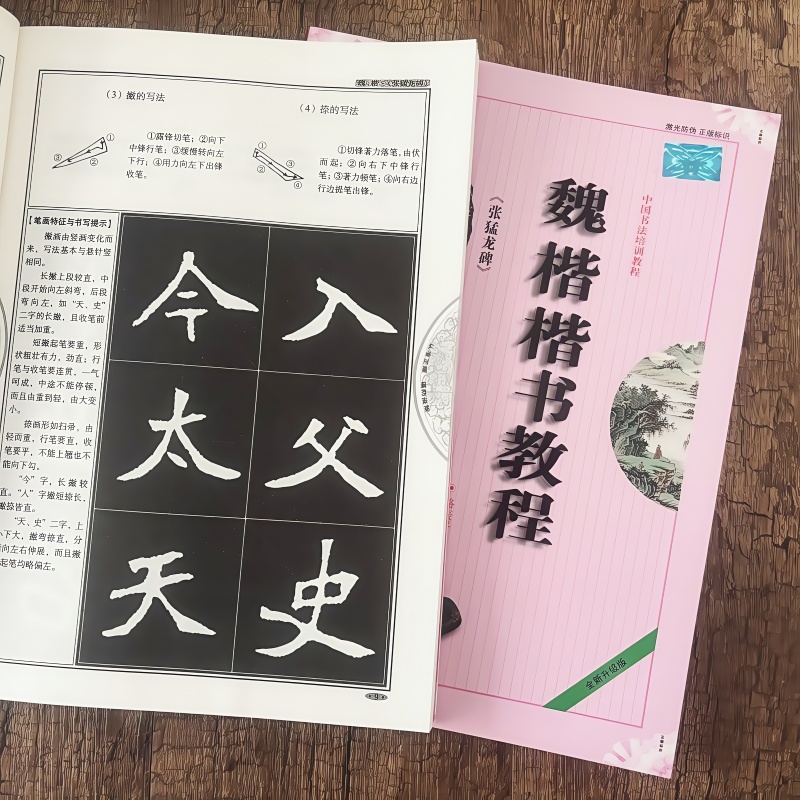 (3) 撇的写法
①露锋切笔；②向下
中锋行笔；③缓慢转向左
下行；④用力向左下出锋
收笔。
①
②
③
(4) 捺的写法
①切锋著力落笔，由伏
而起；②向右下中锋行
笔；③著力顿笔；④向右边
行边提笔出锋。
①
②
③
④
【笔画特征与书写提示】
撇画由竖画变化而
来，写法基本与悬针竖
相同。
长撇上段较直、中
段开始向左斜弯，后段
弯向左，如“天、史”
二字的长撇，且收笔前
适当加重。
短撇起笔要重，形
状粗壮有力，劲直；行
笔与收笔要连贯，一气
呵成，中途不能停顿，
而且由重到轻，由大变
小。
捺画形如扫帚，由
轻而重，行笔要直，收
笔要平，不能上翘也不
能向下勾。
“今”字，长撇较
直。“人”字撇短捺长，
撇捺皆直。
“天、史”二字，上
小下大，撇弯捺直，分
向左右伸展，而且撇
起笔均略偏左。
今 入
太 父
天 史
9
激光防伪 正版标识
中国书法培训教程
魏楷楷书教程
《张猛龙碑》
全新升级版